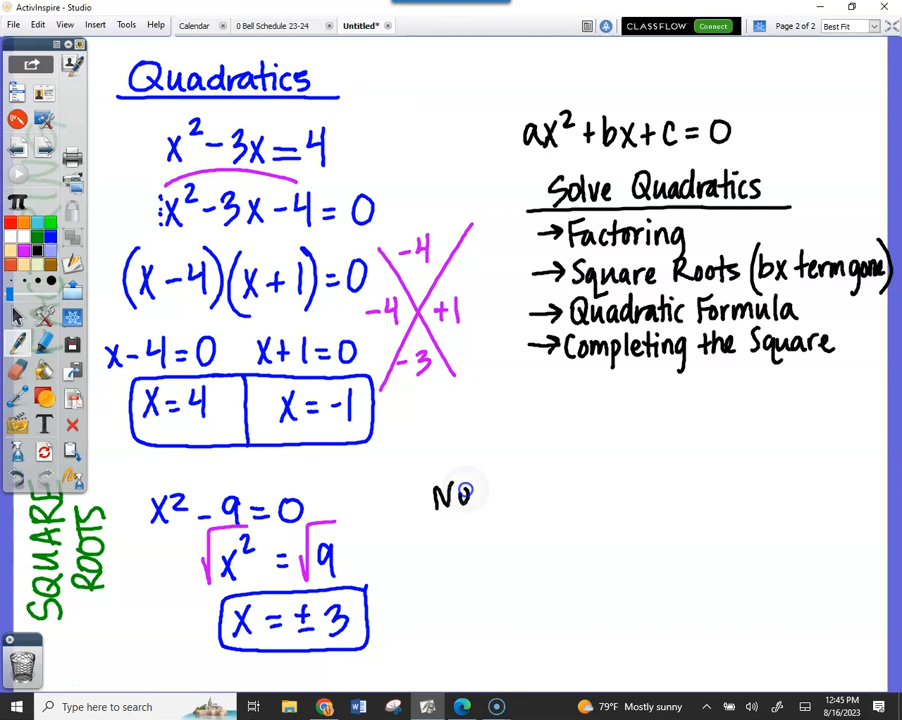 ActivInspire - Studio
File Edit View Insert Tools Help Calendar 0 Bell Schedule 23-24 Untitled* CLASSFLOW Connect Page 2 of 2 Best Fit
Quadratics
x² - 3x = 4
x² - 3x - 4 = 0
(x - 4)(x + 1) = 0
-4
-4 +1
-3
x - 4 = 0 x + 1 = 0
x = 4 x = -1
ax² + bx + c = 0
Solve Quadratics
→ Factoring
→ Square Roots (bx term gone)
→ Quadratic Formula
→ Completing the Square
SQUARE
ROOTS
x² - 9 = 0
√x² = √9
x = ± 3
No
Type here to search
79°F Mostly sunny
12:45 PM
8/16/2023